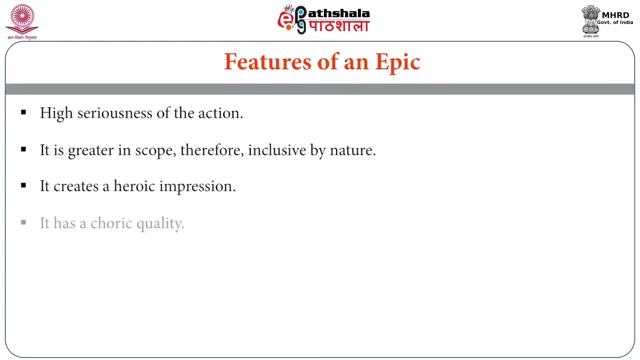 ePathshala
पाठशाला
MHRD
Govt. of India
Features of an Epic
▪ High seriousness of the action.
▪ It is greater in scope, therefore, inclusive by nature.
▪ It creates a heroic impression.
▪ It has a choric quality.